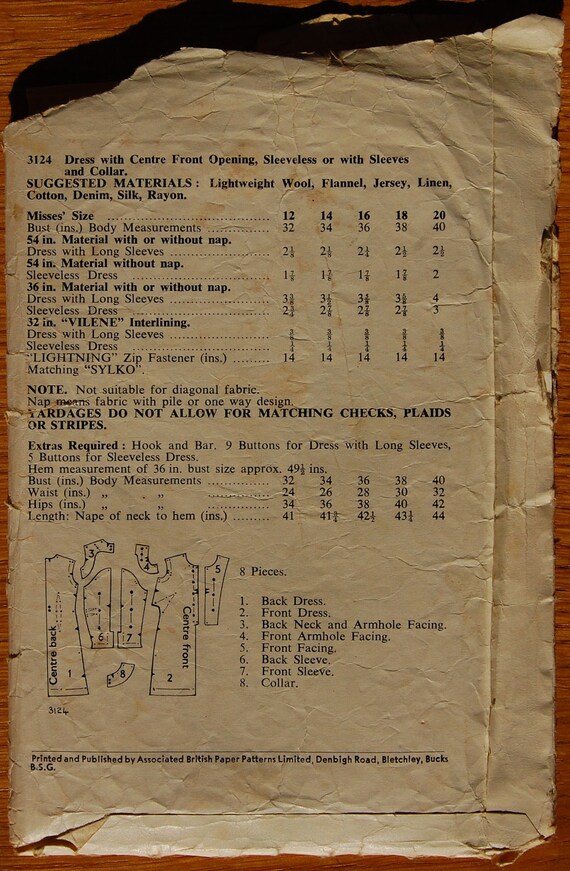 3124 Dress with Centre Front Opening, Sleeveless or with Sleeves
and Collar.
SUGGESTED MATERIALS : Lightweight Wool, Flannel, Jersey, Linen,
Cotton, Denim, Silk, Rayon.
Misses' Size 12 14 16 18 20
Bust (ins.) Body Measurements 32 34 36 38 40
54 in. Material with or without nap.
Dress with Long Sleeves
54 in. Material without nap.
Sleeveless Dress 2
36 in. Material with or without nap.
Dress with Long Sleeves 4
Sleeveless Dress 3
32 in. "VILENE" Interlining.
Dress with Long Sleeves
Sleeveless Dress
"LIGHTNING" Zip Fastener (ins.) 14 14 14 14 14
Matching "SYLKO".
NOTE. Not suitable for diagonal fabric.
Nap means fabric with pile or one way design.
YARDAGES DO NOT ALLOW FOR MATCHING CHECKS, PLAIDS
OR STRIPES.
Extras Required : Hook and Bar. 9 Buttons for Dress with Long Sleeves,
5 Buttons for Sleeveless Dress.
Hem measurement of 36 in. bust size approx. 49½ ins.
Bust (ins.) Body Measurements 32 34 36 38 40
Waist (ins.) „ „ 24 26 28 30 32
Hips (ins.) „ „ 34 36 38 40 42
Length: Nape of neck to hem (ins.) 41 42½ 43¼ 44
8 Pieces.
1. Back Dress.
2. Front Dress.
3. Back Neck and Armhole Facing.
4. Front Armhole Facing.
5. Front Facing.
6. Back Sleeve.
7. Front Sleeve.
8. Collar.
Centre back
1
3
6
7
4
8
Centre front
2
5
3124
Printed and Published by Associated British Paper Patterns Limited, Denbigh Road, Bletchley, Bucks
B.S.G.